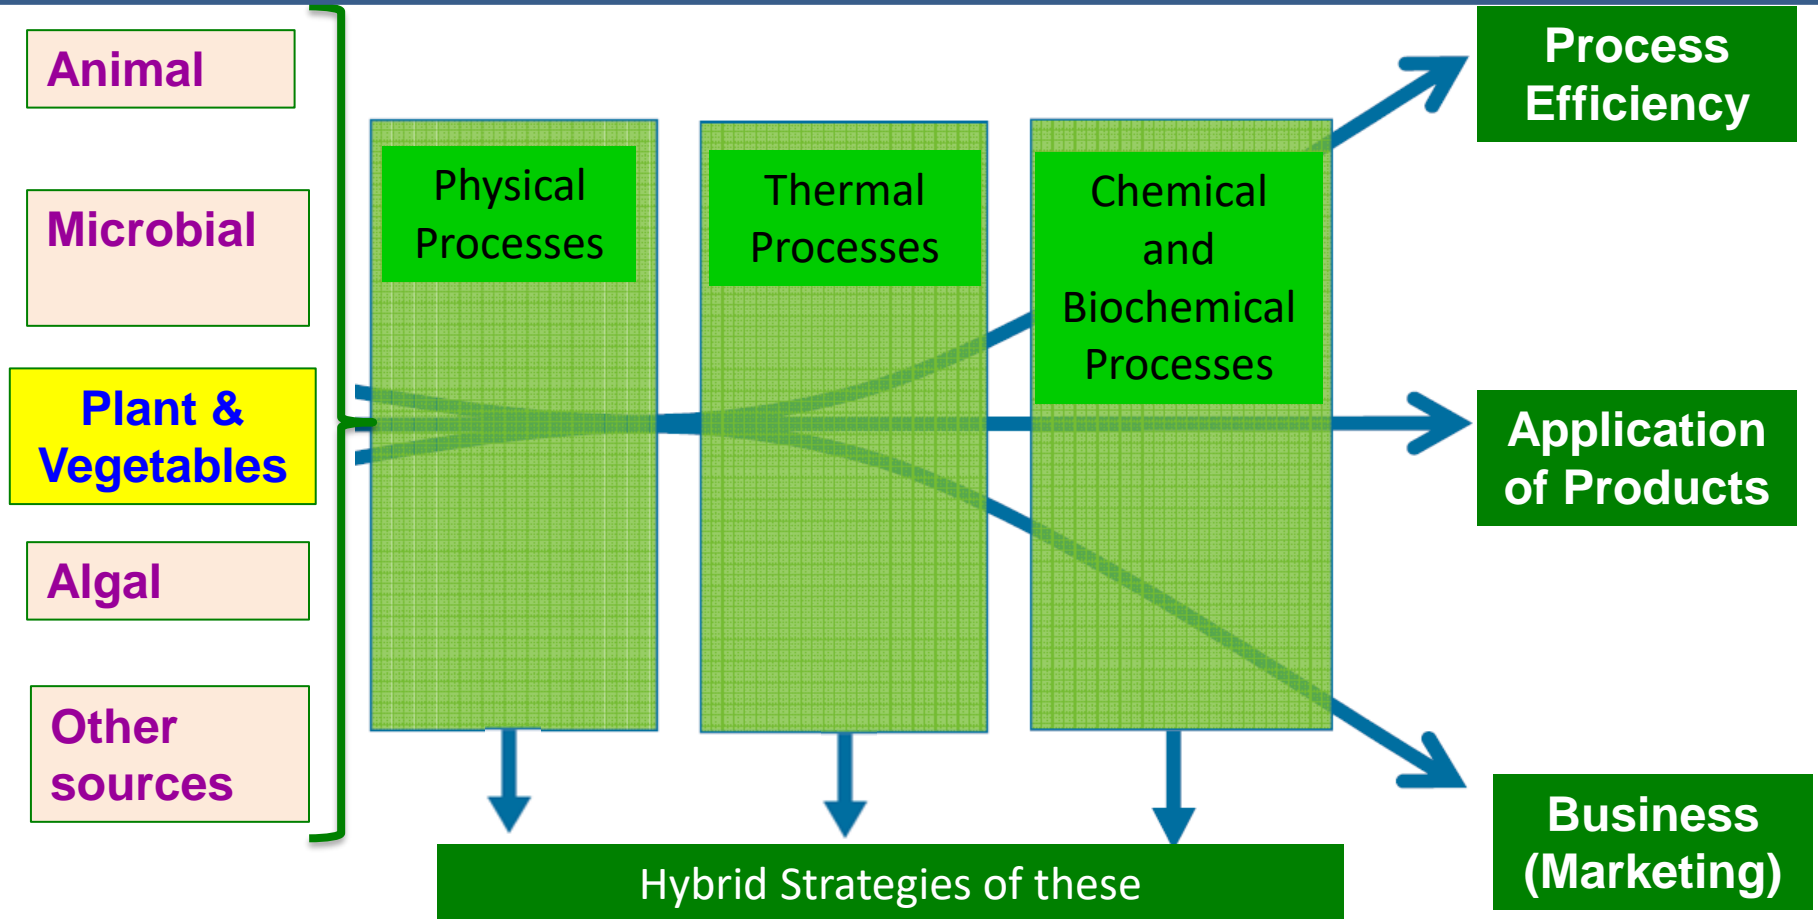 Animal
Microbial
Plant &
Vegetables
Algal
Other
sources
Physical
Processes
Thermal
Processes
Chemical
and
Biochemical
Processes
Process
Efficiency
Application
of Products
Business
(Marketing)
Hybrid Strategies of these